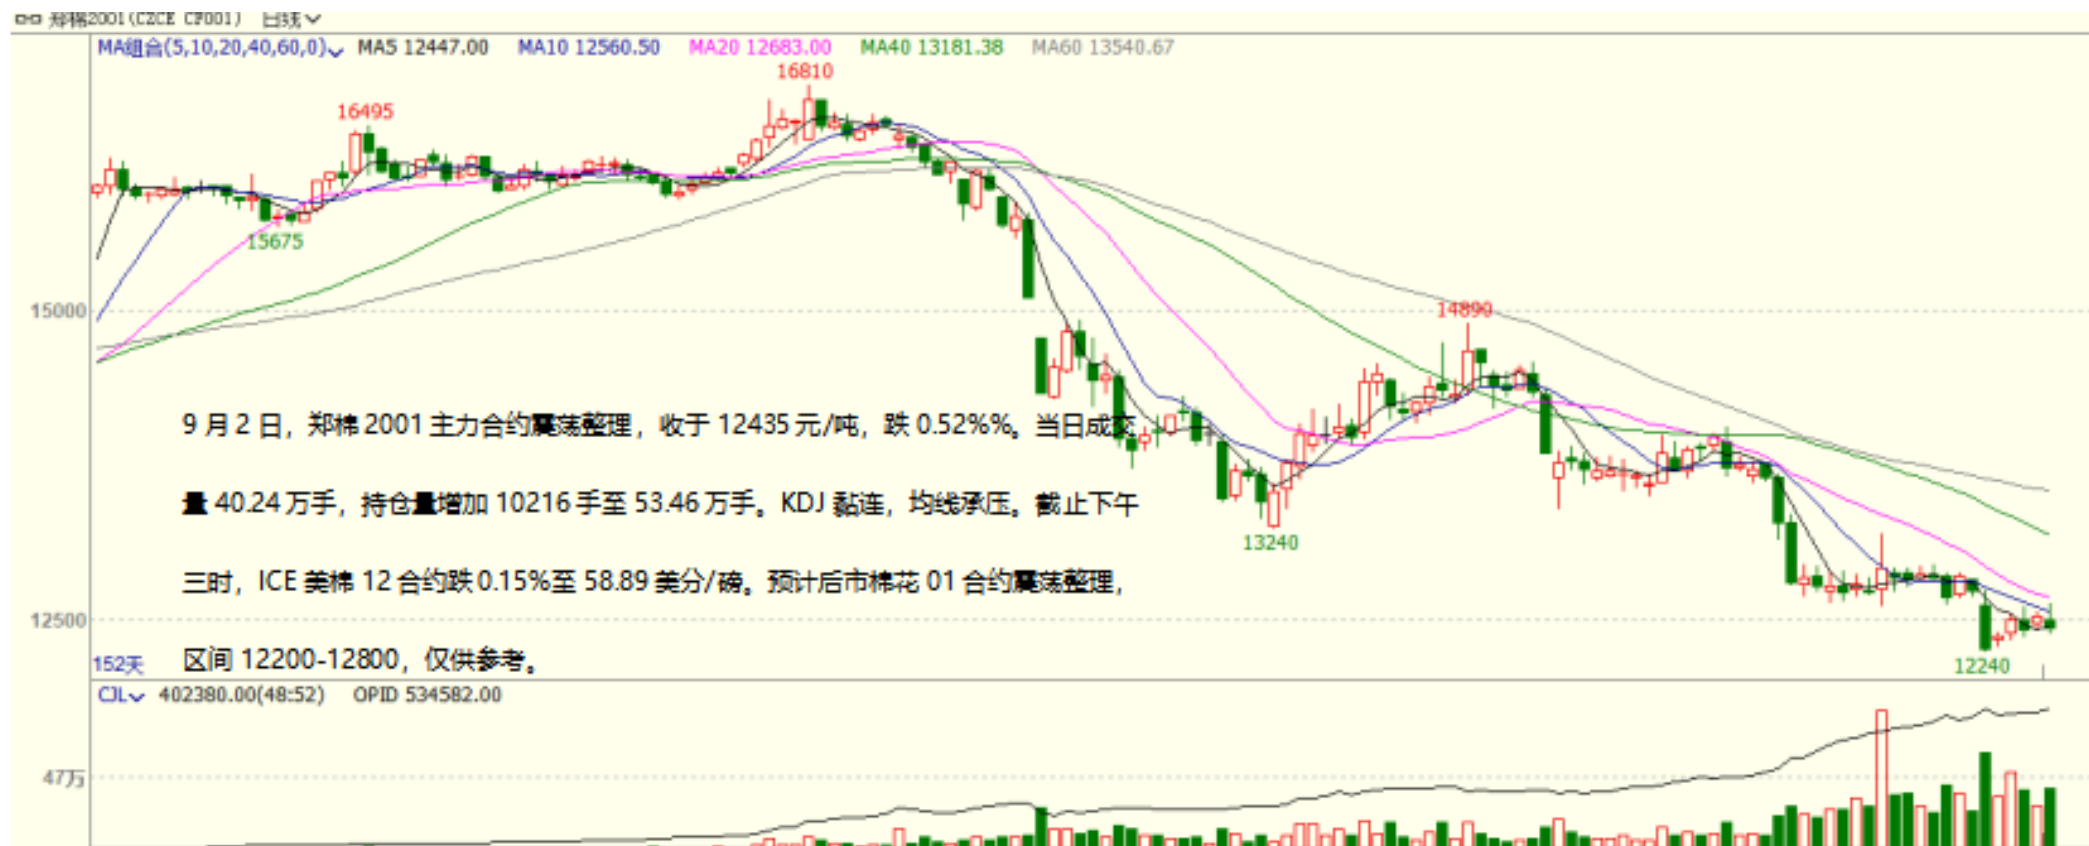 郑棉2001(CZCE CF001) 日线
MA组合(5,10,20,40,60,0) MA5 12447.00 MA10 12560.50 MA20 12683.00 MA40 13181.38 MA60 13540.67
16810
16495
15675
15000
14890
9月2日，郑棉2001主力合约震荡整理，收于12435元/吨，跌0.52%%。当日成交
量40.24万手，持仓量增加10216手至53.46万手。KDJ黏连，均线承压。截止下午
13240
三时，ICE美棉12合约跌0.15%至58.89美分/磅。预计后市棉花01合约震荡整理，
12500
152天 区间12200-12800，仅供参考。
12240
CJL 402380.00(48:52) OPID 534582.00
47万